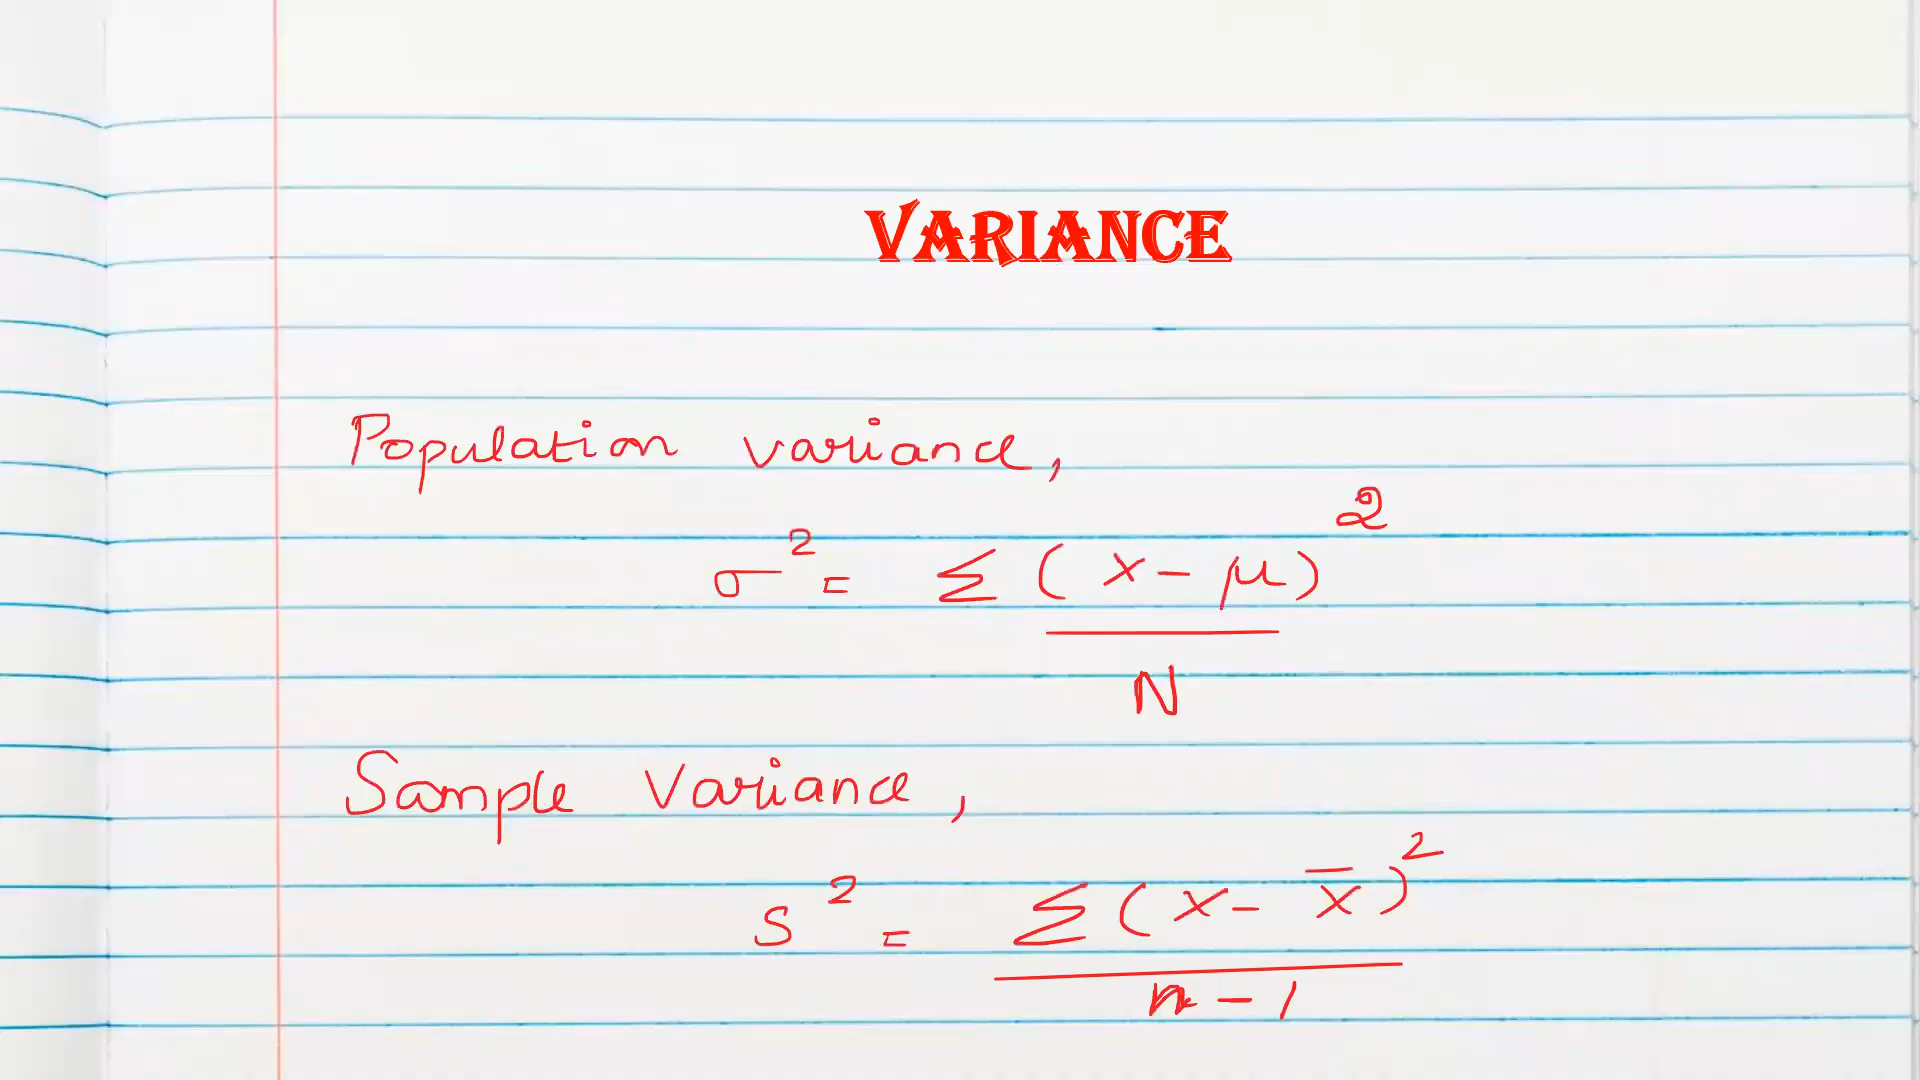 VARIANCE
Population variance,
σ² = Σ (x - μ)²
N
Sample Variance,
s² = Σ (x - x̄)²
n - 1